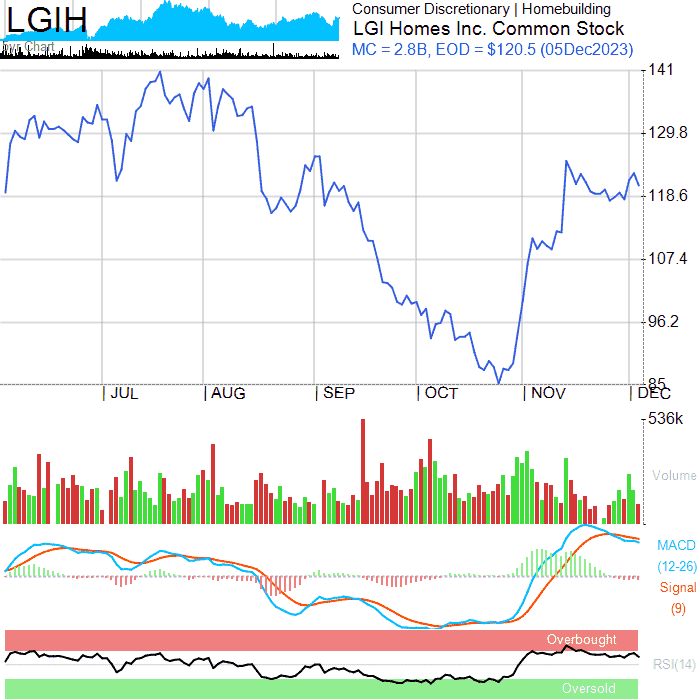 LGIH
5yr Chart
Consumer Discretionary | Homebuilding
LGI Homes Inc. Common Stock
MC = 2.8B, EOD = $120.5 (05Dec2023)
141
129.8
118.6
107.4
96.2
85
| JUL | AUG | SEP | OCT | NOV | DEC
536k
Volume
MACD
(12-26)
Signal
(9)
Overbought
RSI(14)
Oversold